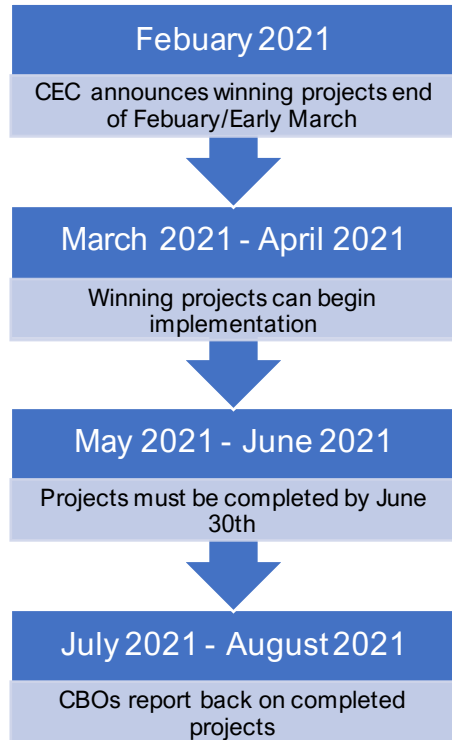 Febuary 2021
CEC announces winning projects end
of Febuary/Early March
March 2021 - April 2021
Winning projects can begin
implementation
May 2021 - June 2021
Projects must be completed by June
30th
July 2021 - August 2021
CBOs report back on completed
projects